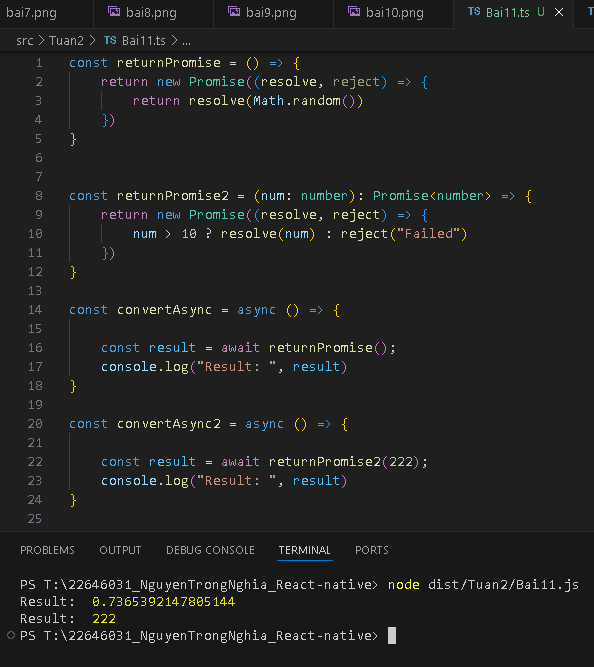 bai7.png bai8.png bai9.png bai10.png TS Bai11.ts U
src > Tuan2 > TS Bai11.ts > ...
1 const returnPromise = () => {
2 return new Promise((resolve, reject) => {
3 return resolve(Math.random())
4 })
5 }
6
7
8 const returnPromise2 = (num: number): Promise<number> => {
9 return new Promise((resolve, reject) => {
10 num > 10 ? resolve(num) : reject("Failed")
11 })
12 }
13
14 const convertAsync = async () => {
15
16 const result = await returnPromise();
17 console.log("Result: ", result)
18 }
19
20 const convertAsync2 = async () => {
21
22 const result = await returnPromise2(222);
23 console.log("Result: ", result)
24 }
25
PROBLEMS OUTPUT DEBUG CONSOLE TERMINAL PORTS
PS T:\22646031_NguyenTrongNghia_React-native> node dist/Tuan2/Bai11.js
Result: 0.7365392147805144
Result: 222
PS T:\22646031_NguyenTrongNghia_React-native>